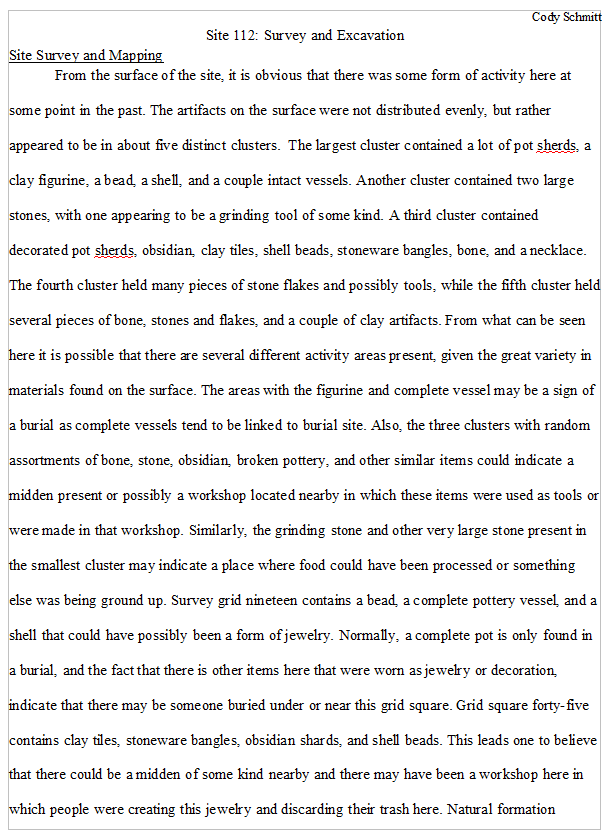 Cody Schmitt
Site 112: Survey and Excavation
Site Survey and Mapping
From the surface of the site, it is obvious that there was some form of activity here at
some point in the past. The artifacts on the surface were not distributed evenly, but rather
appeared to be in about five distinct clusters. The largest cluster contained a lot of pot sherds, a
clay figurine, a bead, a shell, and a couple intact vessels. Another cluster contained two large
stones, with one appearing to be a grinding tool of some kind. A third cluster contained
decorated pot sherds, obsidian, clay tiles, shell beads, stoneware bangles, bone, and a necklace.
The fourth cluster held many pieces of stone flakes and possibly tools, while the fifth cluster held
several pieces of bone, stones and flakes, and a couple of clay artifacts. From what can be seen
here it is possible that there are several different activity areas present, given the great variety in
materials found on the surface. The areas with the figurine and complete vessel may be a sign of
a burial as complete vessels tend to be linked to burial site. Also, the three clusters with random
assortments of bone, stone, obsidian, broken pottery, and other similar items could indicate a
midden present or possibly a workshop located nearby in which these items were used as tools or
were made in that workshop. Similarly, the grinding stone and other very large stone present in
the smallest cluster may indicate a place where food could have been processed or something
else was being ground up. Survey grid nineteen contains a bead, a complete pottery vessel, and a
shell that could have possibly been a form of jewelry. Normally, a complete pot is only found in
a burial, and the fact that there is other items here that were worn as jewelry or decoration,
indicate that there may be someone buried under or near this grid square. Grid square forty-five
contains clay tiles, stoneware bangles, obsidian shards, and shell beads. This leads one to believe
that there could be a midden of some kind nearby and there may have been a workshop here in
which people were creating this jewelry and discarding their trash here. Natural formation